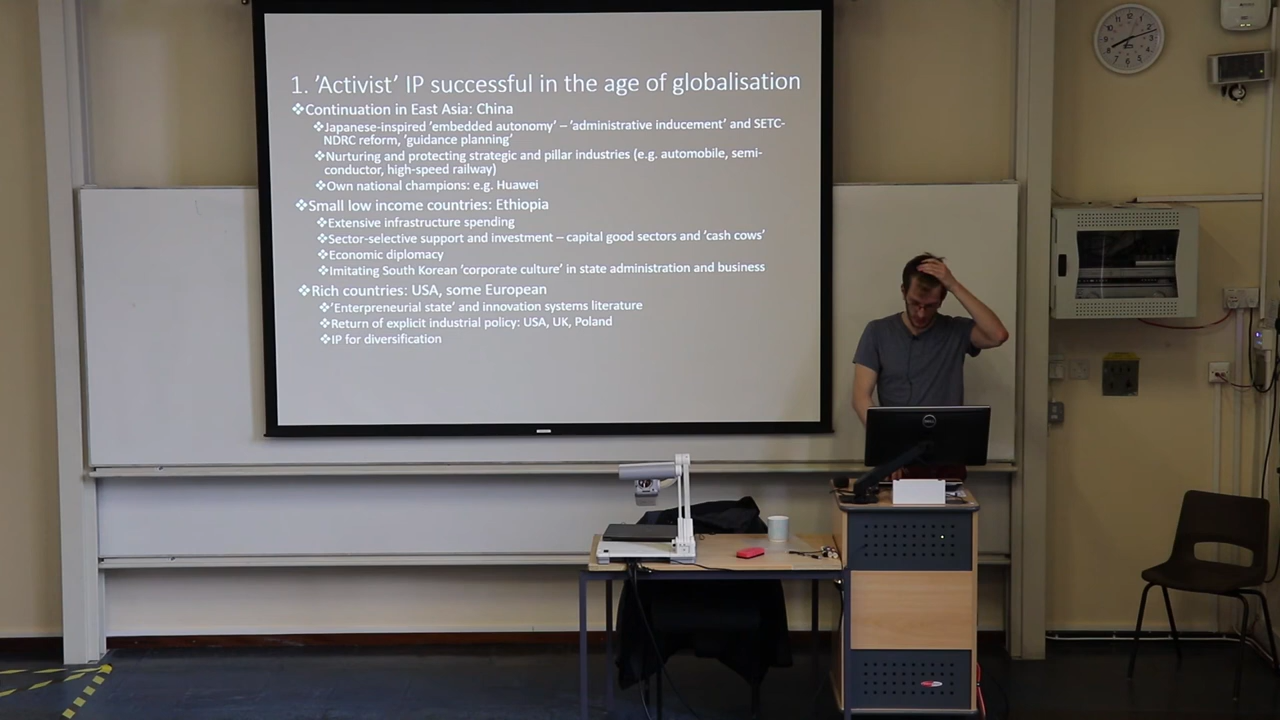 1. ’Activist’ IP successful in the age of globalisation
❖Continuation in East Asia: China
❖Japanese-inspired ’embedded autonomy’ – ’administrative inducement’ and SETC-
NDRC reform, ’guidance planning’
❖Nurturing and protecting strategic and pillar industries (e.g. automobile, semi-
conductor, high-speed railway)
❖Own national champions: e.g. Huawei
❖Small low income countries: Ethiopia
❖Extensive infrastructure spending
❖Sector-selective support and investment – capital good sectors and ’cash cows’
❖Economic diplomacy
❖Imitating South Korean ’corporate culture’ in state administration and business
❖Rich countries: USA, some European
❖’Enterpreneurial state’ and innovation systems literature
❖Return of explicit industrial policy: USA, UK, Poland
❖IP for diversification
DELL